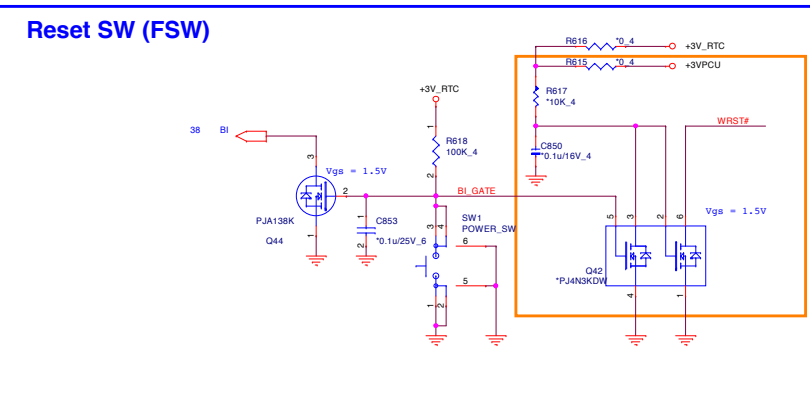 Reset SW (FSW)
R616 *0_4 +3V_RTC
R615 *0_4 +3VPCU
+3V_RTC
R617
*10K_4
38 BI
1
R618
100K_4
2
WRST#
C850
*0.1u/16V_4
3
Vgs = 1.5V
2
BI_GATE
PJA138K
Q44
1
1
C853
*0.1u/25V_6
2
SW1
POWER_SW
3 4
6
5
1 2
5 3 2 6
Vgs = 1.5V
Q42
*PJ4N3KDW
4 1